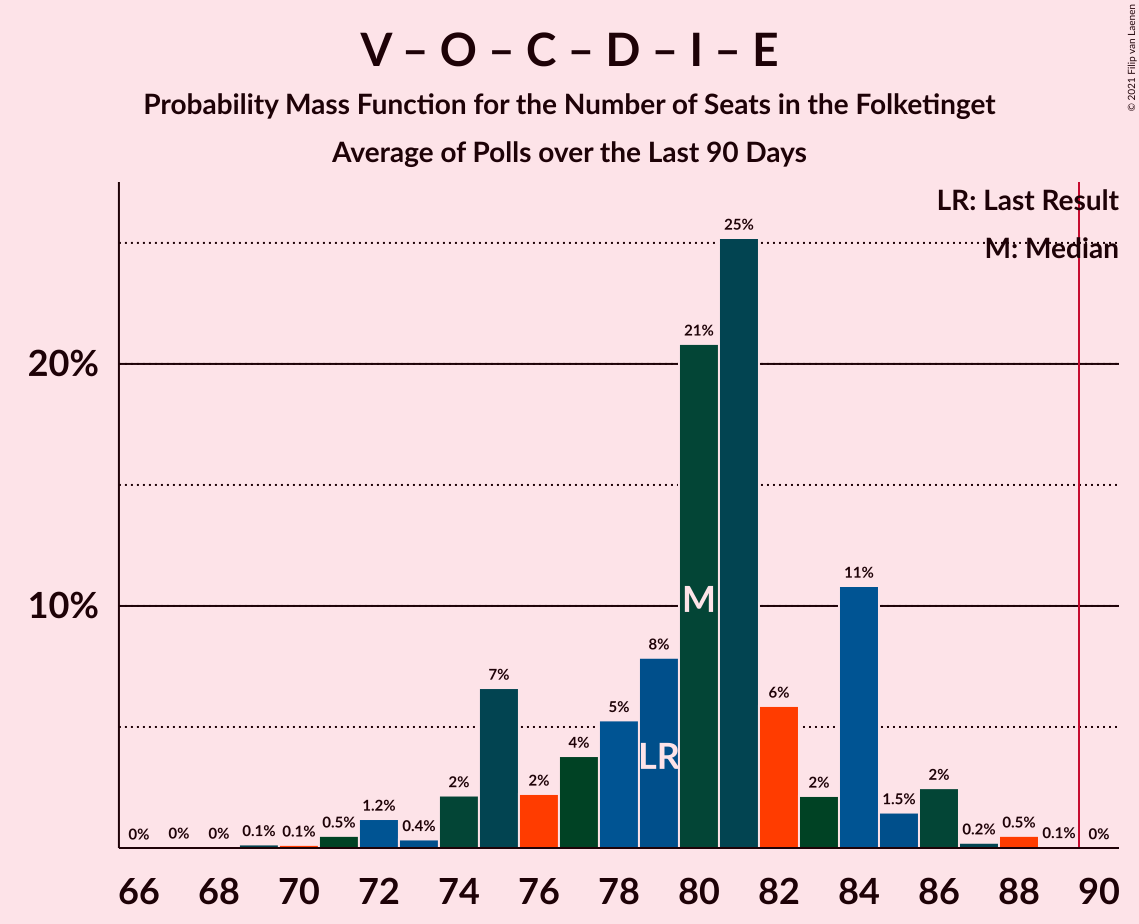 V – O – C – D – I – E
Probability Mass Function for the Number of Seats in the Folketinget
Average of Polls over the Last 90 Days
© 2021 Filip van Laenen
LR: Last Result
M: Median
20%
10%
0% 0% 0% 0.1% 0.1% 0.5% 1.2% 0.4% 2% 7% 2% 4% 5% 8% 21% 25% 6% 2% 11% 1.5% 2% 0.2% 0.5% 0.1% 0%
LR M
66 68 70 72 74 76 78 80 82 84 86 88 90